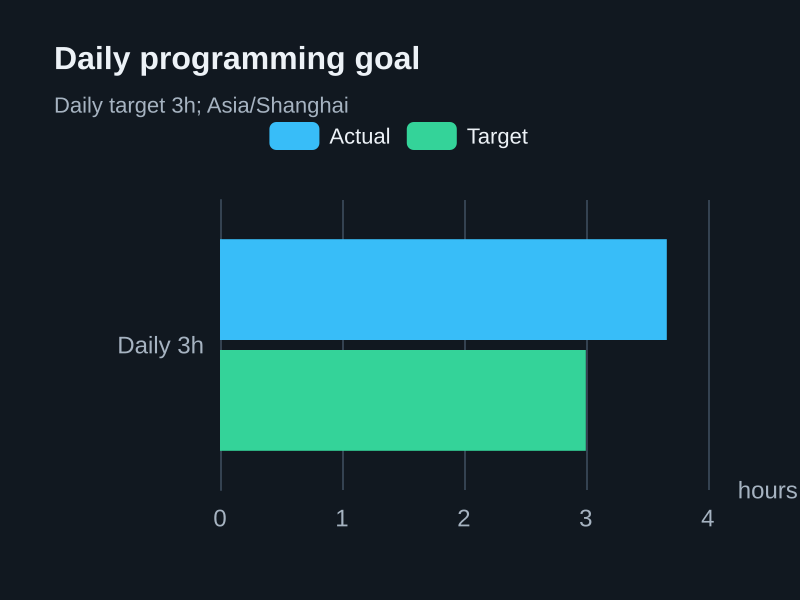 Daily programming goal
Daily target 3h; Asia/Shanghai
Actual Target
Daily 3h
hours
0 1 2 3 4